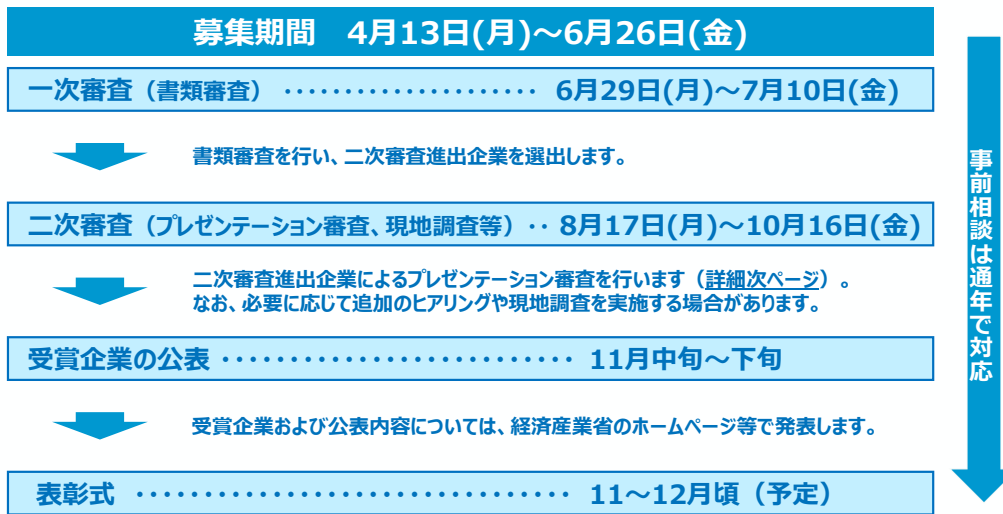 募集期間　4月13日(月)～6月26日(金)
一次審査（書類審査）‥‥‥‥‥‥‥‥‥‥ 6月29日(月)～7月10日(金)
書類審査を行い、二次審査進出企業を選出します。
二次審査（プレゼンテーション審査、現地調査等）‥ 8月17日(月)～10月16日(金)
二次審査進出企業によるプレゼンテーション審査を行います（詳細次ページ）。
なお、必要に応じて追加のヒアリングや現地調査を実施する場合があります。
受賞企業の公表 ‥‥‥‥‥‥‥‥‥‥‥‥‥ 11月中旬～下旬
受賞企業および公表内容については、経済産業省のホームページ等で発表します。
表彰式 ‥‥‥‥‥‥‥‥‥‥‥‥‥‥‥‥ 11～12月頃（予定）
事前相談は通年で対応